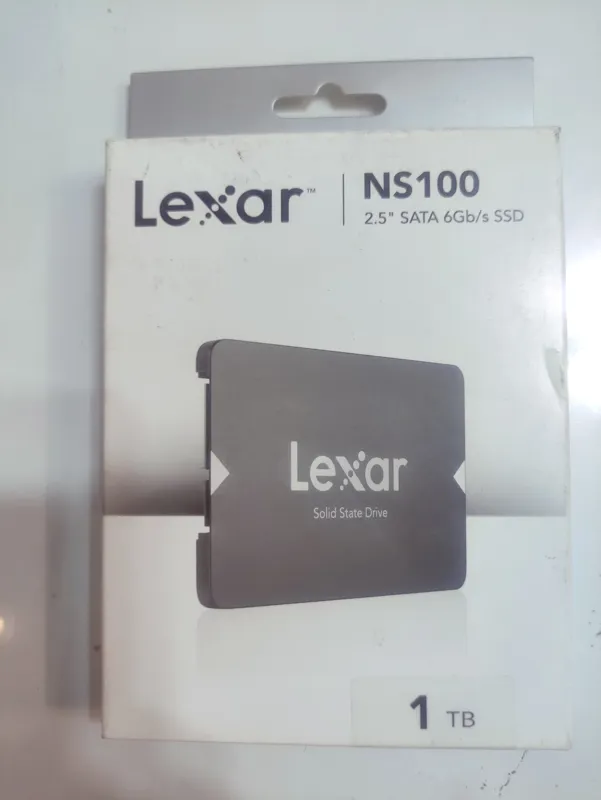 Lexar™
NS100
2.5" SATA 6Gb/s SSD
Lexar
Solid State Drive
1 TB